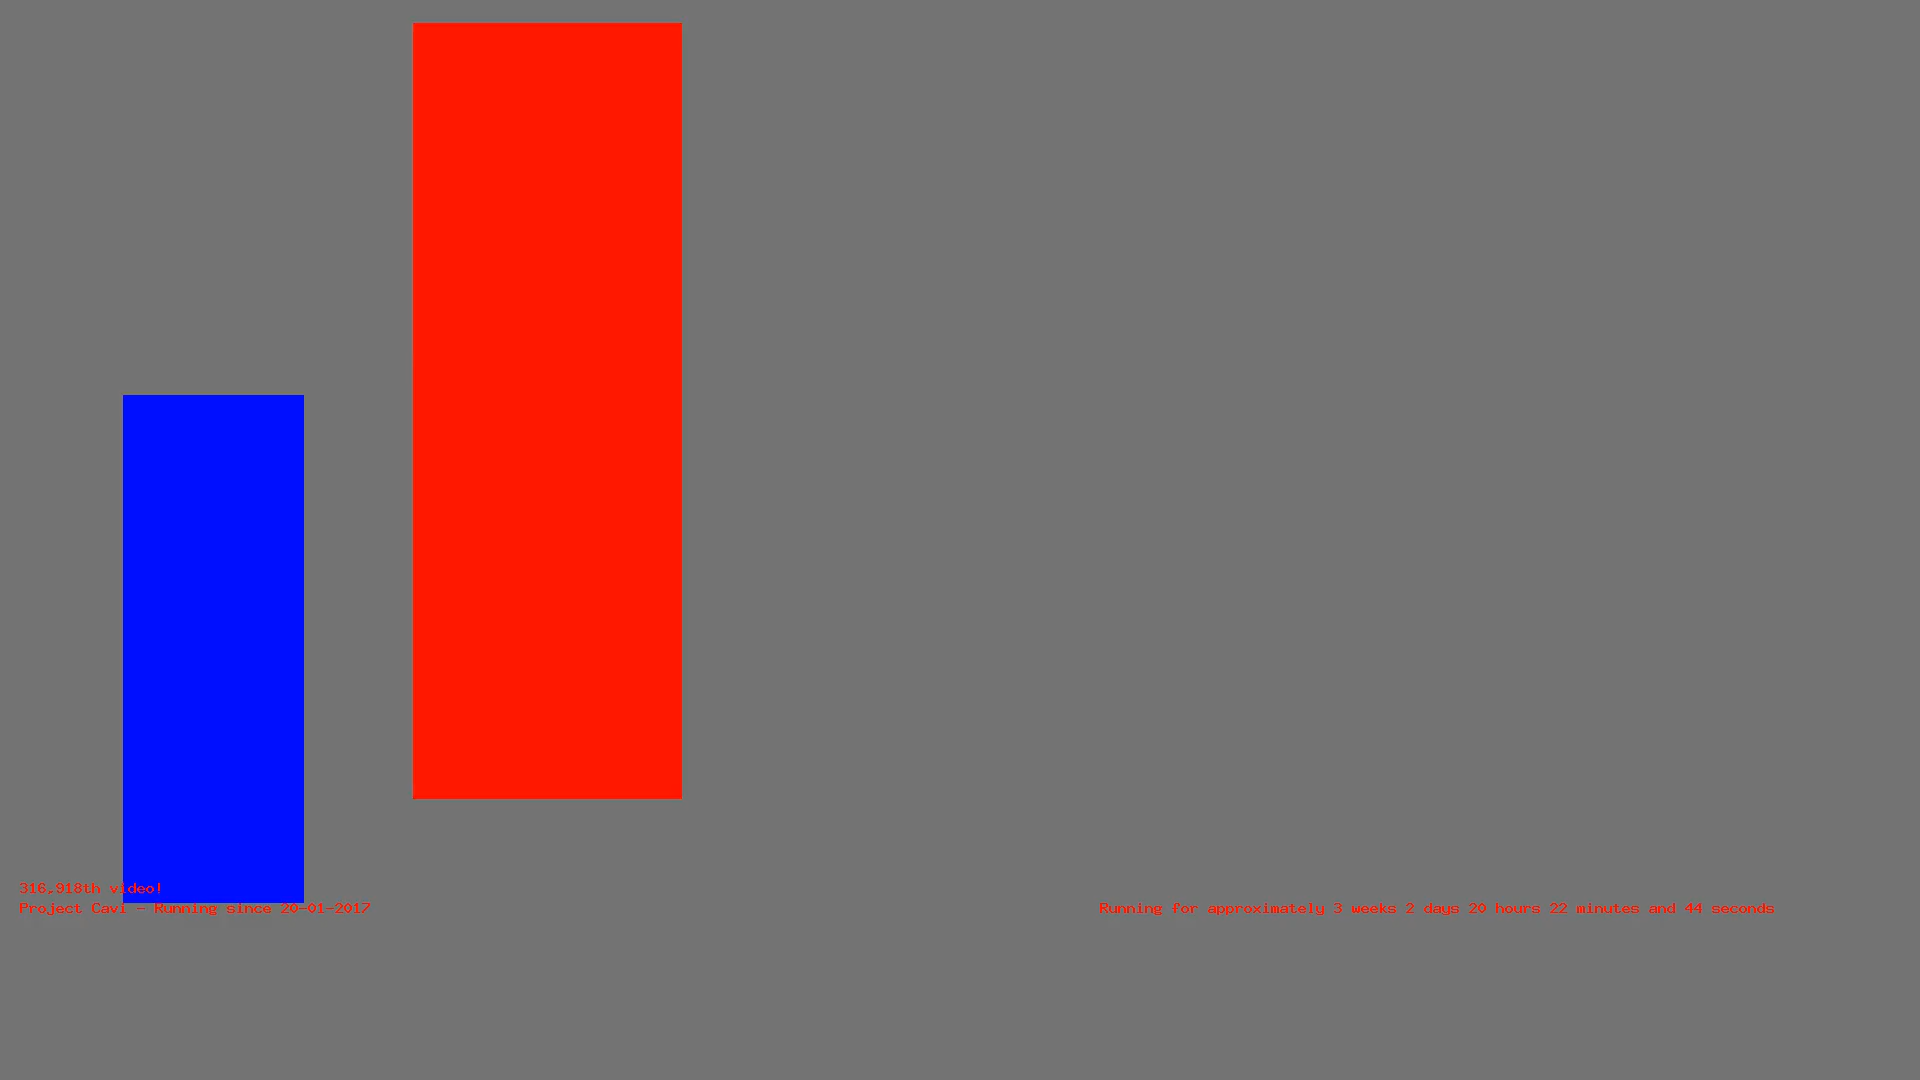 316,918th video!
Project Cavi - Running since 20-01-2017
Running for approximately 3 weeks 2 days 20 hours 22 minutes and 44 seconds